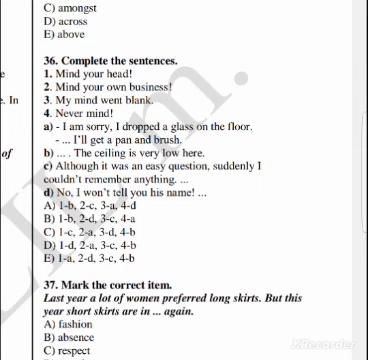 C) amongst
D) across
E) above
36. Complete the sentences.
1. Mind your head!
2. Mind your own business!
3. My mind went blank.
4. Never mind!
a) - I am sorry, I dropped a glass on the floor.
- ... I'll get a pan and brush.
b) ... . The ceiling is very low here.
c) Although it was an easy question, suddenly I
couldn't remember anything. ...
d) No, I won't tell you his name! ...
A) 1-b, 2-c, 3-a, 4-d
B) 1-b, 2-d, 3-c, 4-a
C) 1-c, 2-a, 3-d, 4-b
D) 1-d, 2-a, 3-c, 4-b
E) 1-a, 2-d, 3-c, 4-b
37. Mark the correct item.
Last year a lot of women preferred long skirts. But this
year short skirts are in ... again.
A) fashion
B) absence
C) respect
e
. In
of
XRecorder